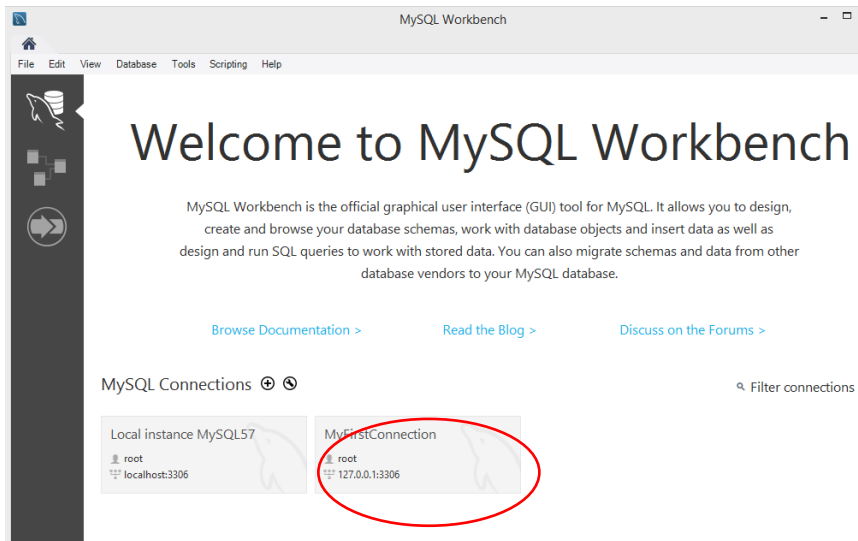 MySQL Workbench
File Edit View Database Tools Scripting Help
Welcome to MySQL Workbench
MySQL Workbench is the official graphical user interface (GUI) tool for MySQL. It allows you to design,
create and browse your database schemas, work with database objects and insert data as well as
design and run SQL queries to work with stored data. You can also migrate schemas and data from other
database vendors to your MySQL database.
Browse Documentation > Read the Blog > Discuss on the Forums >
MySQL Connections Filter connections
Local instance MySQL57
root
localhost:3306
MyFirstConnection
root
127.0.0.1:3306